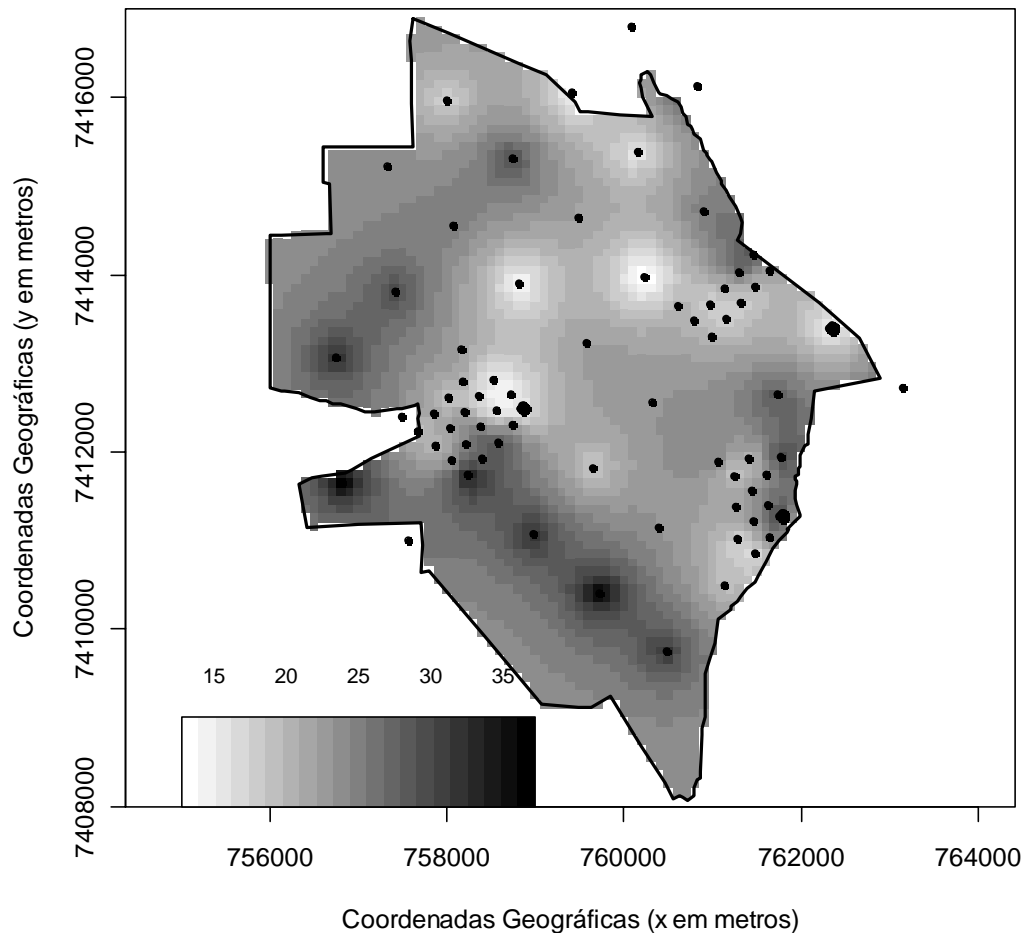 Coordenadas Geográficas (y em metros)
7416000
7414000
7412000
7410000
7408000
15 20 25 30 35
756000 758000 760000 762000 764000
Coordenadas Geográficas (x em metros)